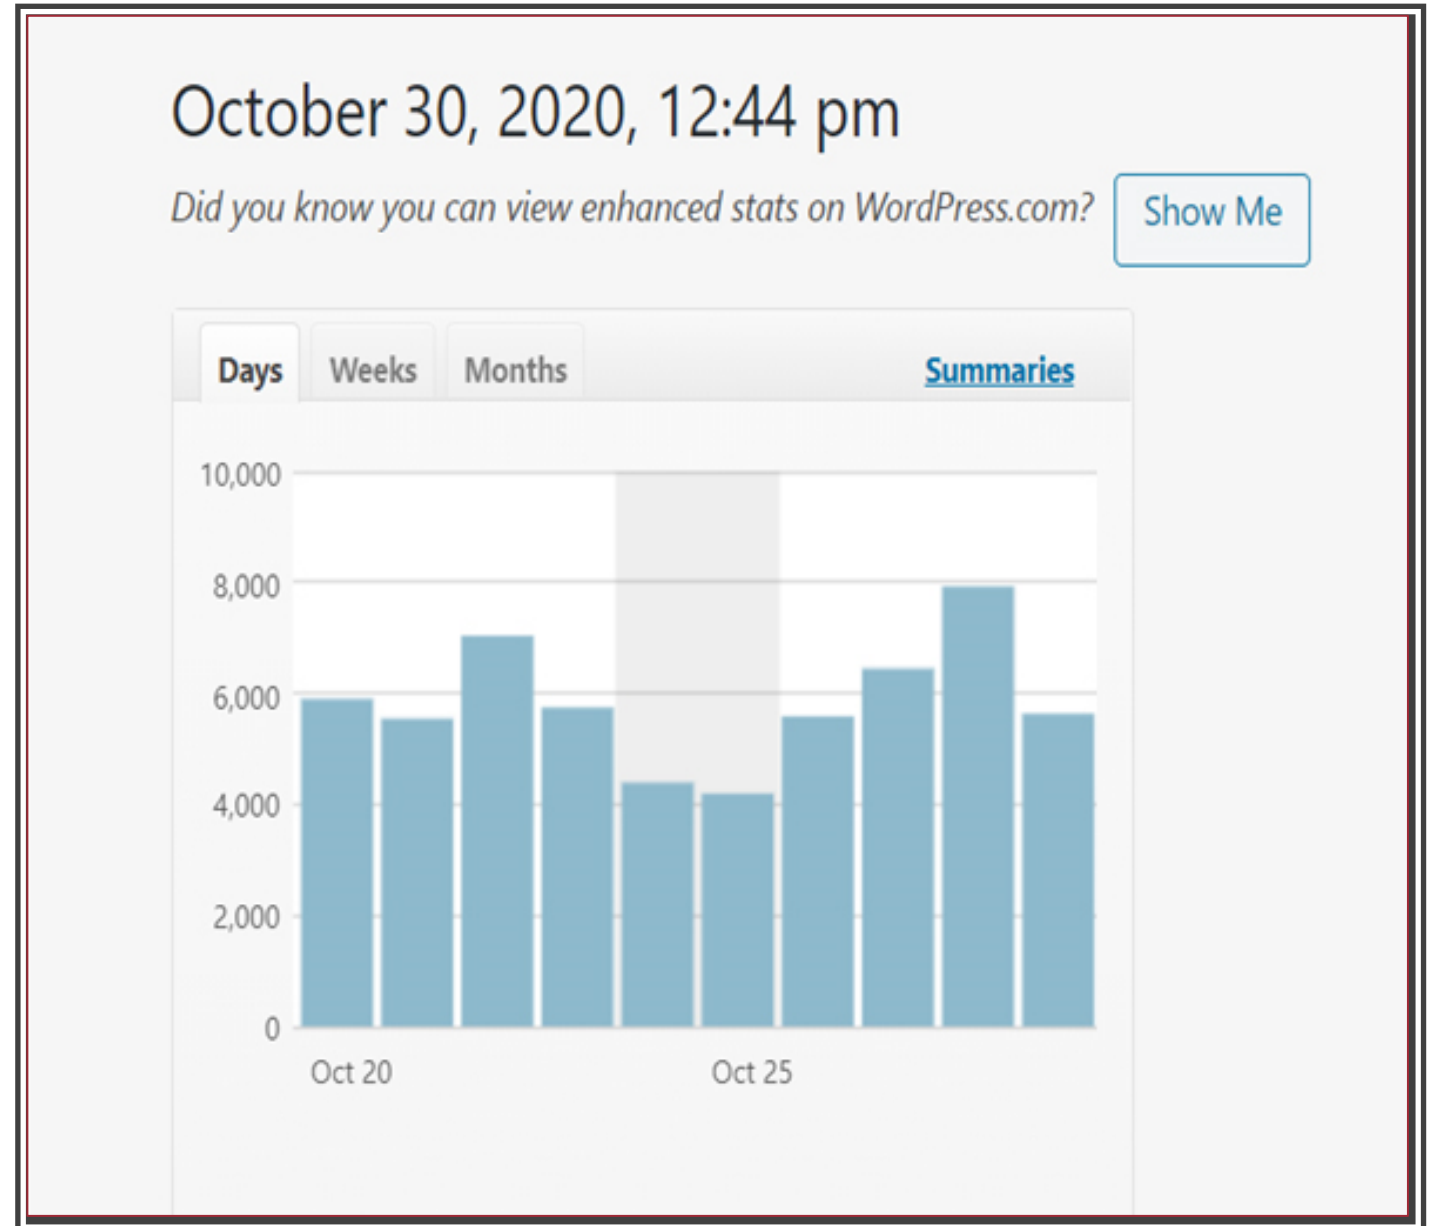 October 30, 2020, 12:44 pm
Did you know you can view enhanced stats on WordPress.com? Show Me
Days Weeks Months Summaries
10,000
8,000
6,000
4,000
2,000
0
Oct 20 Oct 25